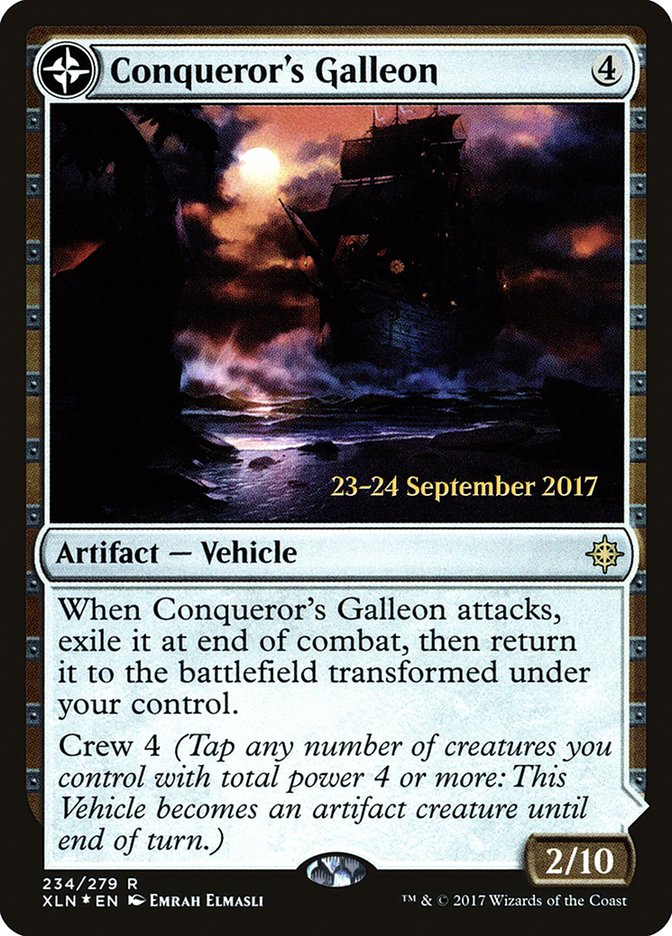 Conqueror's Galleon 4
23–24 September 2017
Artifact — Vehicle
When Conqueror's Galleon attacks,
exile it at end of combat, then return
it to the battlefield transformed under
your control.
Crew 4 (Tap any number of creatures you
control with total power 4 or more: This
Vehicle becomes an artifact creature until
end of turn.)
2/10
234/279 R
XLN ★ EN Emrah Elmasli
™ & © 2017 Wizards of the Coast